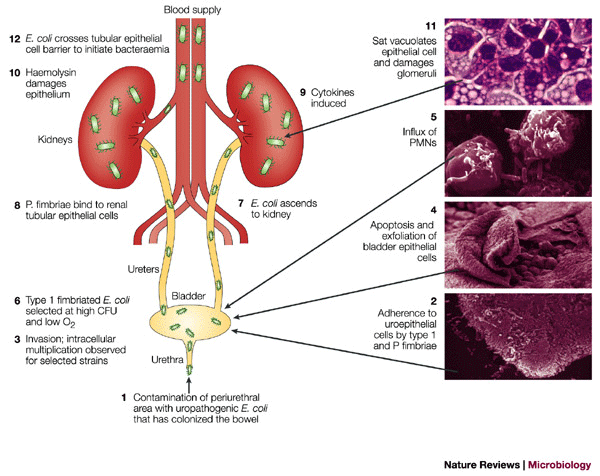 Blood supply
12 E. coli crosses tubular epithelial
cell barrier to initiate bacteraemia
10 Haemolysin
damages
epithelium
9 Cytokines
induced
Kidneys
8 P. fimbriae bind to renal
tubular epithelial cells
7 E. coli ascends
to kidney
Ureters
6 Type 1 fimbriated E. coli
selected at high CFU
and low O2
Bladder
3 Invasion; intracellular
multiplication observed
for selected strains
Urethra
1 Contamination of periurethral
area with uropathogenic E. coli
that has colonized the bowel
11
Sat vacuolates
epithelial cell
and damages
glomeruli
5
Influx of
PMNs
4
Apoptosis and
exfoliation of
bladder epithelial
cells
2
Adherence to
uroepithelial
cells by type 1
and P fimbriae
Nature Reviews | Microbiology